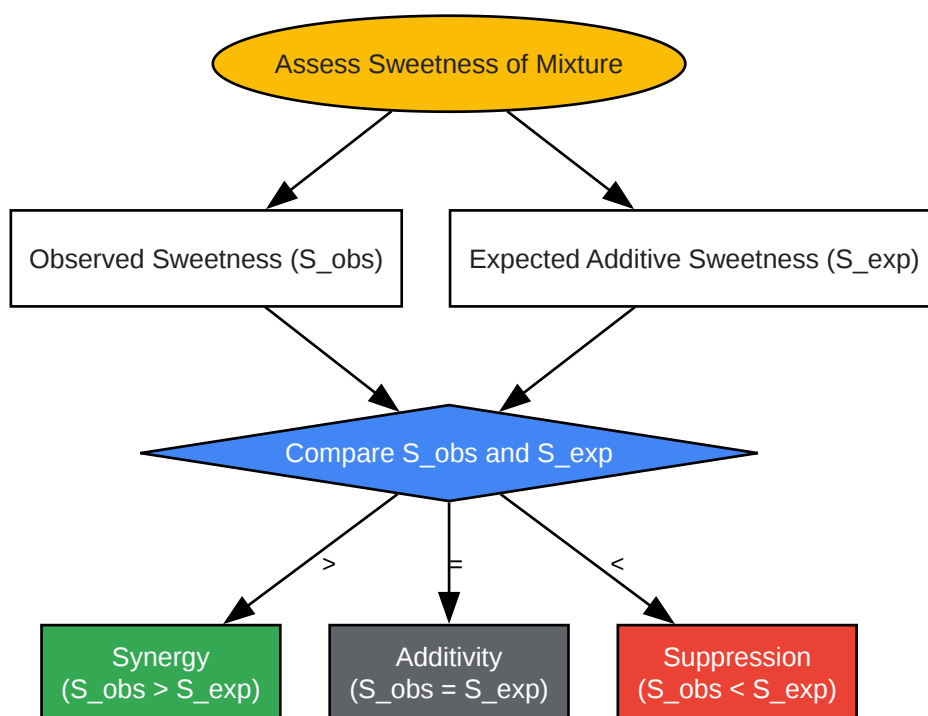 Assess Sweetness of Mixture
Observed Sweetness (S_obs)
Expected Additive Sweetness (S_exp)
Compare S_obs and S_exp
>
=
<
Synergy
(S_obs > S_exp)
Additivity
(S_obs = S_exp)
Suppression
(S_obs < S_exp)